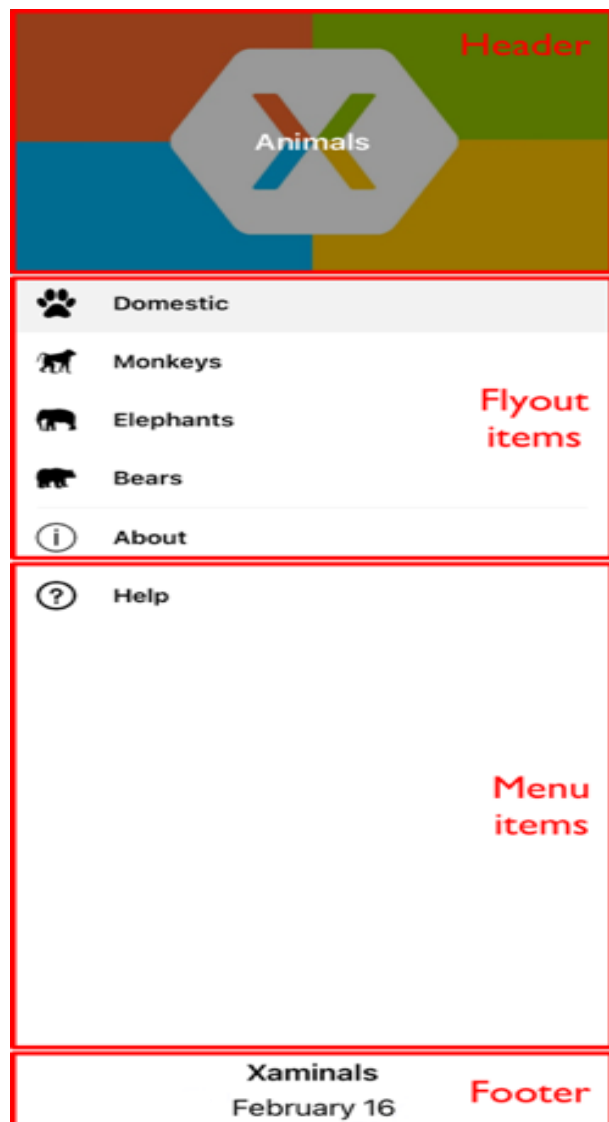 Header
Animals
Domestic
Monkeys
Flyout
items
Elephants
Bears
About
Help
Menu
items
Xaminals
Footer
February 16